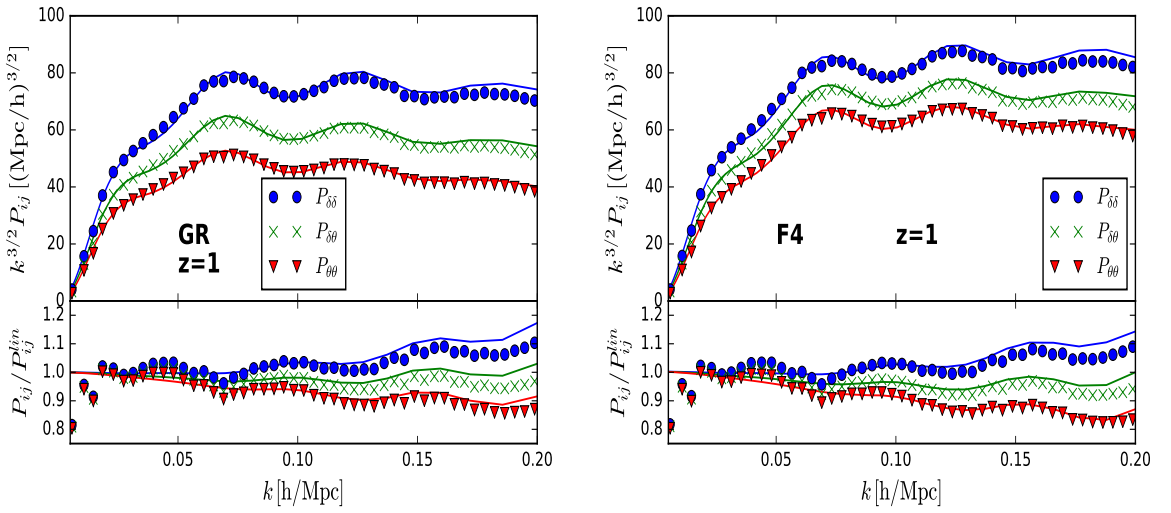 100
80
60
40
20
0
k^{3/2} P_{ij} [(Mpc/h)^{3/2}]
GR
z=1
P_{δδ}
P_{δθ}
P_{θθ}
1.2
1.1
1.0
0.9
0.8
P_{ij}/P_{ij}^{lin}
0.05
0.10
0.15
0.20
k [h/Mpc]
100
80
60
40
20
0
k^{3/2} P_{ij} [(Mpc/h)^{3/2}]
F4 z=1
P_{δδ}
P_{δθ}
P_{θθ}
1.2
1.1
1.0
0.9
0.8
P_{ij}/P_{ij}^{lin}
0.05
0.10
0.15
0.20
k [h/Mpc]